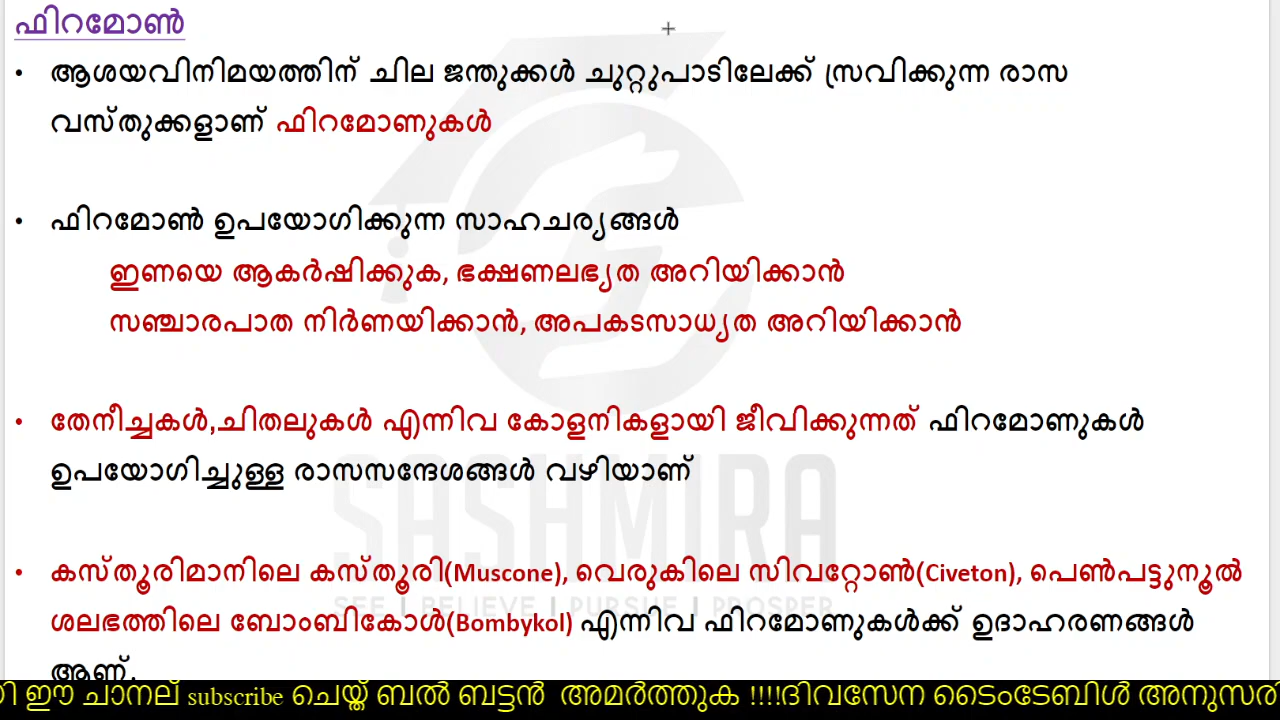 ഫിറമോൺ
• ആശയവിനിമയത്തിന് ചില ജന്തുക്കൾ ചുറ്റുപാടിലേക്ക് സ്രവിക്കുന്ന രാസ
വസ്തുക്കളാണ് ഫിറമോണുകൾ
• ഫിറമോൺ ഉപയോഗിക്കുന്ന സാഹചര്യങ്ങൾ
ഇണയെ ആകർഷിക്കുക, ഭക്ഷണലഭ്യത അറിയിക്കാൻ
സഞ്ചാരപാത നിർണയിക്കാൻ, അപകടസാധ്യത അറിയിക്കാൻ
• തേനീച്ചകൾ,ചിതലുകൾ എന്നിവ കോളനികളായി ജീവിക്കുന്നത് ഫിറമോണുകൾ
ഉപയോഗിച്ചുള്ള രാസസന്ദേശങ്ങൾ വഴിയാണ്
SASHMIRA
• കസ്തൂരിമാനിലെ കസ്തൂരി(Muscone), വെരുകിലെ സിവറ്റോൺ(Civeton), പെൺപട്ടുനൂൽ
SEE | BELIEVE | PURSUE | PROSPER
ശലഭത്തിലെ ബോംബികോൾ(Bombykol) എന്നിവ ഫിറമോണുകൾക്ക് ഉദാഹരണങ്ങൾ
ആണ്.
ഈ ചാനല് subscribe ചെയ്ത് ബൽ ബട്ടൻ അമർത്തുക !!!!ദിവസേന ടൈംടേബിൾ അനുസരി